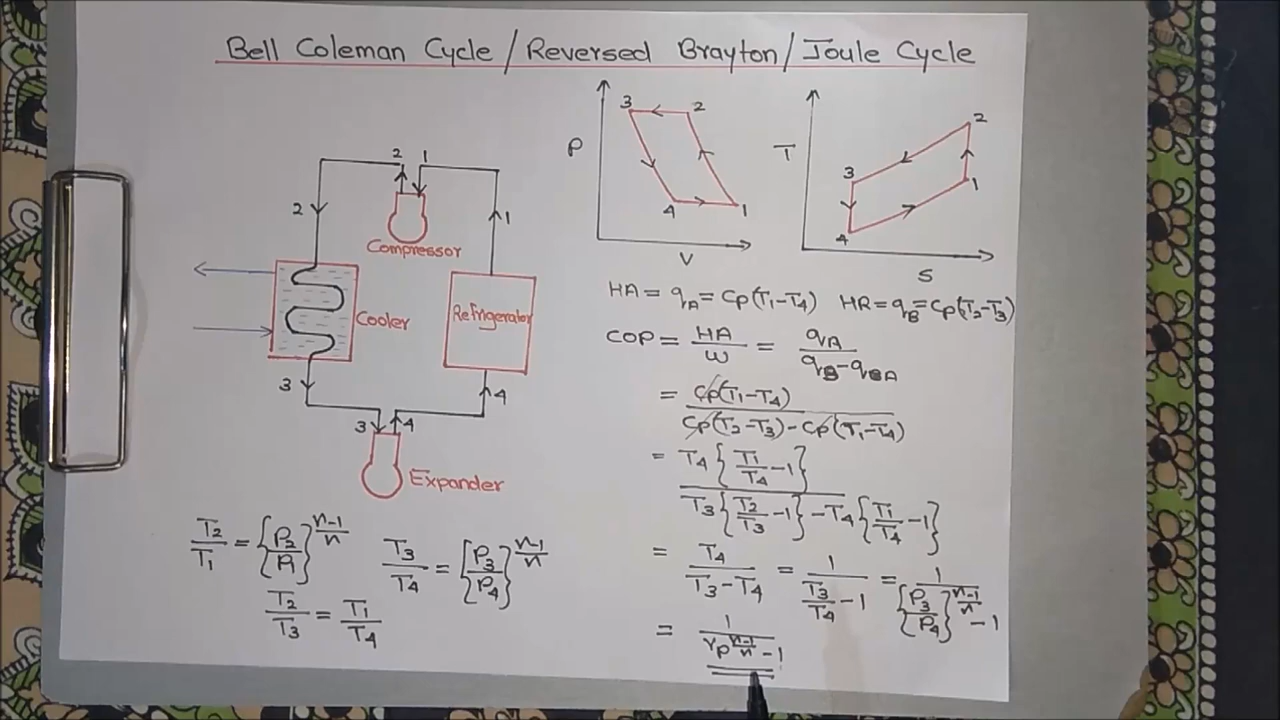 Bell Coleman Cycle / Reversed Brayton / Joule Cycle
2 1
2
1
Compressor
Cooler
Refrigerator
3
4
3 4
Expander
P
3 2
4 1
V
T
2
3
1
4
S
HA = qA = Cp(T1-T4) HR = qB = Cp(T2-T3)
COP = HA/W = qA/qB-qA
= Cp(T1-T4)/Cp(T2-T3)-Cp(T1-T4)
= T4{T1/T4-1}/T3{T2/T3-1}-T4{T1/T4-1}
= T4/T3-T4 = 1/T3/T4-1 = 1/{P3/P4}^n-1/n-1
= 1/rp^n-1/n-1
T2/T1 = {P2/P1}^n-1/n T3/T4 = {P3/P4}^n-1/n
T2/T3 = T1/T4